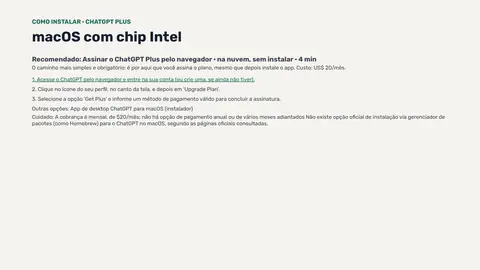 COMO INSTALAR · CHATGPT PLUS
macOS com chip Intel
Recomendado: Assinar o ChatGPT Plus pelo navegador · na nuvem, sem instalar · 4 min
O caminho mais simples e obrigatório: é por aqui que você assina o plano, mesmo que depois instale o app. Custo: US$ 20/mês.
1. Acesse o ChatGPT pelo navegador e entre na sua conta (ou crie uma, se ainda não tiver).
2. Clique no ícone do seu perfil, no canto da tela, e depois em 'Upgrade Plan'.
3. Selecione a opção 'Get Plus' e informe um método de pagamento válido para concluir a assinatura.
Outras opções: App de desktop ChatGPT para macOS (instalador)
Cuidado: A cobrança é mensal, de $20/mês; não há opção de pagamento anual ou de vários meses adiantados Não existe opção oficial de instalação via gerenciador de
pacotes (como Homebrew) para o ChatGPT no macOS, segundo as páginas oficiais consultadas.